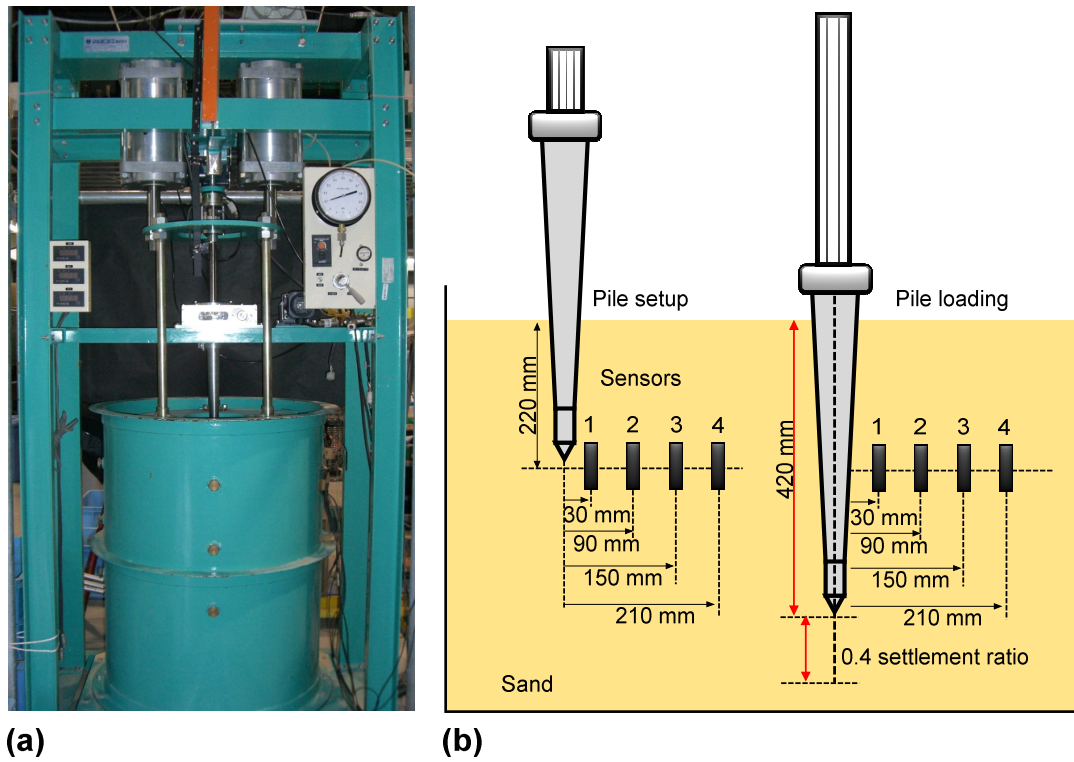 Pile setup
Pile loading
Sensors
220 mm
1 2 3 4
30 mm
90 mm
150 mm
210 mm
420 mm
1 2 3 4
30 mm
90 mm
150 mm
210 mm
0.4 settlement ratio
Sand
(a)
(b)